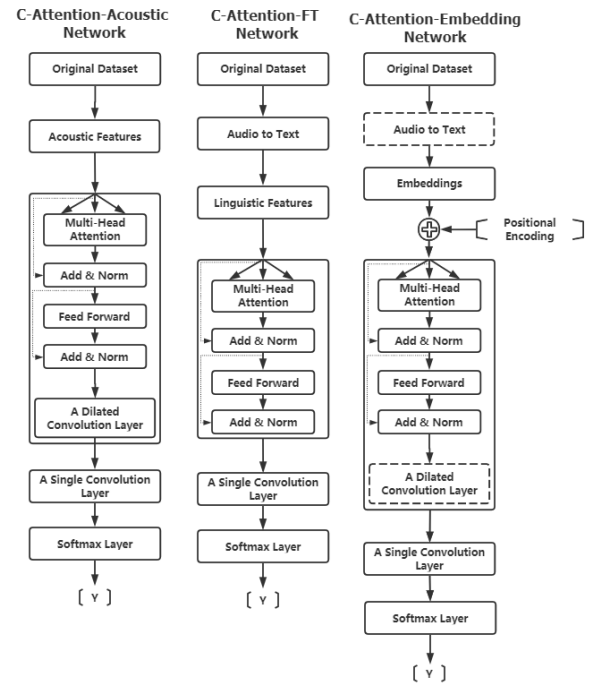 C-Attention-Acoustic
Network
Original Dataset
Acoustic Features
Multi-Head
Attention
Add & Norm
Feed Forward
Add & Norm
A Dilated
Convolution Layer
A Single Convolution
Layer
Softmax Layer
[ Y ]
C-Attention-FT
Network
Original Dataset
Audio to Text
Linguistic Features
Multi-Head
Attention
Add & Norm
Feed Forward
Add & Norm
A Single Convolution
Layer
Softmax Layer
[ Y ]
C-Attention-Embedding
Network
Original Dataset
Audio to Text
Embeddings
Positional
Encoding
Multi-Head
Attention
Add & Norm
Feed Forward
Add & Norm
A Dilated
Convolution Layer
A Single Convolution
Layer
Softmax Layer
[ Y ]